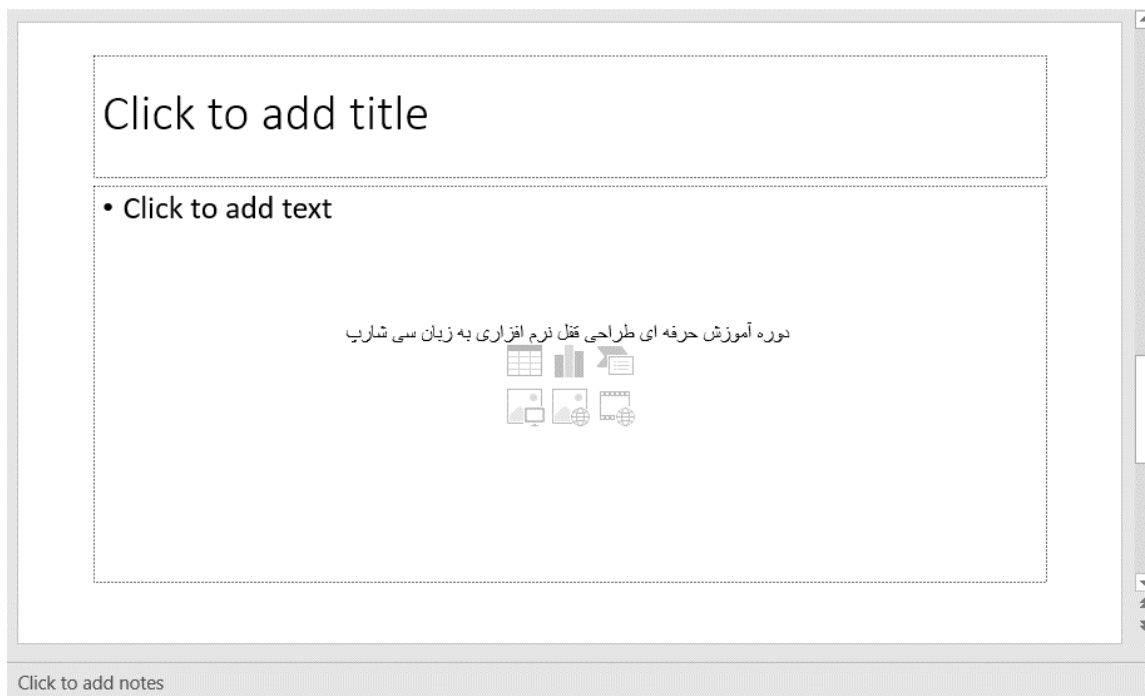 Click to add title
• Click to add text
دوره آموزش حرفه ای طراحی قفل نرم افزاری به زبان سی شارپ
Click to add notes